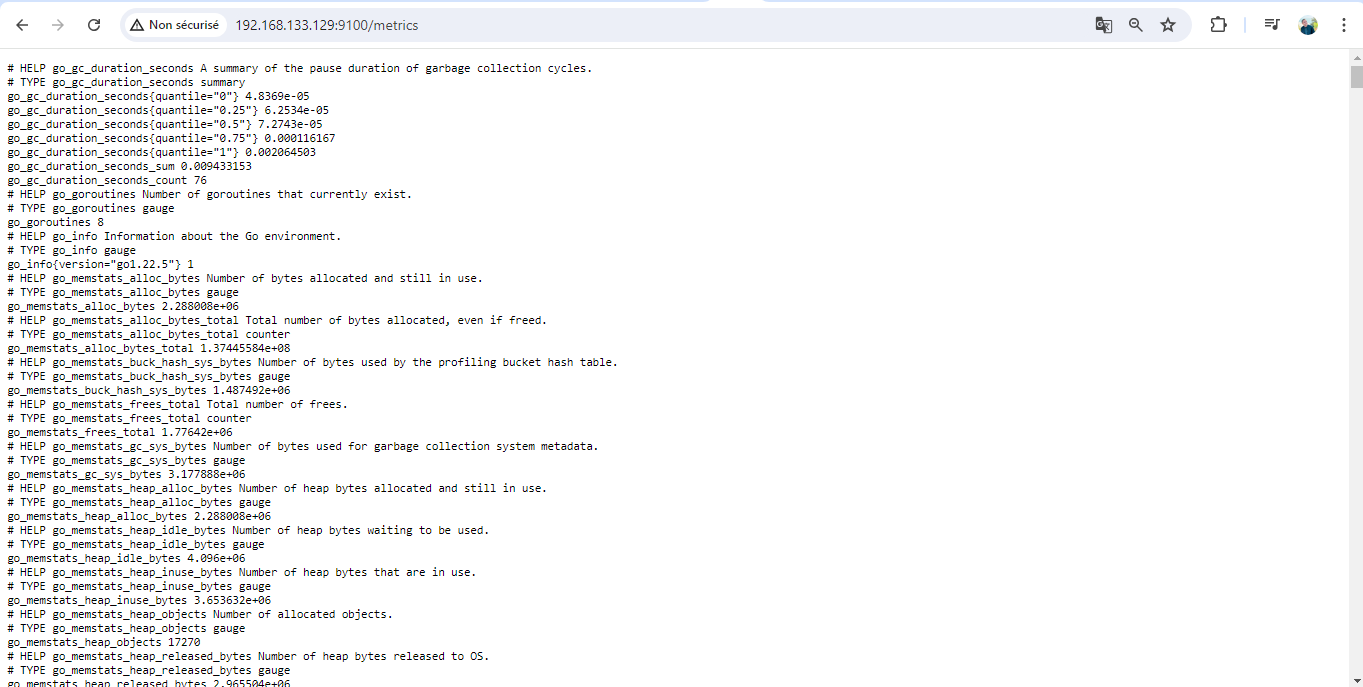 Non sécurisé 192.168.133.129:9100/metrics
# HELP go_gc_duration_seconds A summary of the pause duration of garbage collection cycles.
# TYPE go_gc_duration_seconds summary
go_gc_duration_seconds{quantile="0"} 4.8369e-05
go_gc_duration_seconds{quantile="0.25"} 6.2534e-05
go_gc_duration_seconds{quantile="0.5"} 7.2743e-05
go_gc_duration_seconds{quantile="0.75"} 0.000116167
go_gc_duration_seconds{quantile="1"} 0.002064503
go_gc_duration_seconds_sum 0.009433153
go_gc_duration_seconds_count 76
# HELP go_goroutines Number of goroutines that currently exist.
# TYPE go_goroutines gauge
go_goroutines 8
# HELP go_info Information about the Go environment.
# TYPE go_info gauge
go_info{version="go1.22.5"} 1
# HELP go_memstats_alloc_bytes Number of bytes allocated and still in use.
# TYPE go_memstats_alloc_bytes gauge
go_memstats_alloc_bytes 2.288008e+06
# HELP go_memstats_alloc_bytes_total Total number of bytes allocated, even if freed.
# TYPE go_memstats_alloc_bytes_total counter
go_memstats_alloc_bytes_total 1.37445584e+08
# HELP go_memstats_buck_hash_sys_bytes Number of bytes used by the profiling bucket hash table.
# TYPE go_memstats_buck_hash_sys_bytes gauge
go_memstats_buck_hash_sys_bytes 1.487492e+06
# HELP go_memstats_frees_total Total number of frees.
# TYPE go_memstats_frees_total counter
go_memstats_frees_total 1.77642e+06
# HELP go_memstats_gc_sys_bytes Number of bytes used for garbage collection system metadata.
# TYPE go_memstats_gc_sys_bytes gauge
go_memstats_gc_sys_bytes 3.177888e+06
# HELP go_memstats_heap_alloc_bytes Number of heap bytes allocated and still in use.
# TYPE go_memstats_heap_alloc_bytes gauge
go_memstats_heap_alloc_bytes 2.288008e+06
# HELP go_memstats_heap_idle_bytes Number of heap bytes waiting to be used.
# TYPE go_memstats_heap_idle_bytes gauge
go_memstats_heap_idle_bytes 4.096e+06
# HELP go_memstats_heap_inuse_bytes Number of heap bytes that are in use.
# TYPE go_memstats_heap_inuse_bytes gauge
go_memstats_heap_inuse_bytes 3.653632e+06
# HELP go_memstats_heap_objects Number of allocated objects.
# TYPE go_memstats_heap_objects gauge
go_memstats_heap_objects 17270
# HELP go_memstats_heap_released_bytes Number of heap bytes released to OS.
# TYPE go_memstats_heap_released_bytes gauge
go_memstats_heap_released_bytes 2.965504e+06